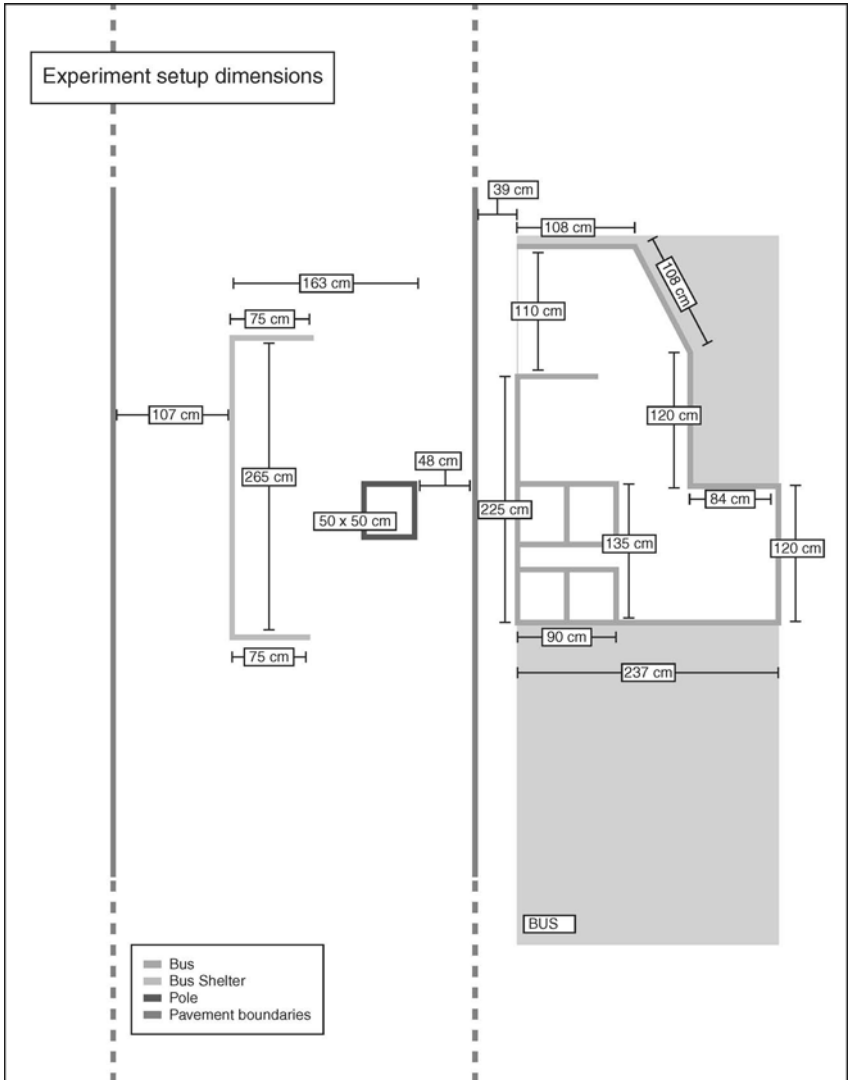 Experiment setup dimensions
39 cm
108 cm
108 cm
163 cm
110 cm
75 cm
107 cm
120 cm
48 cm
265 cm
84 cm
50 x 50 cm
225 cm
135 cm
120 cm
90 cm
75 cm
237 cm
BUS
Bus
Bus Shelter
Pole
Pavement boundaries